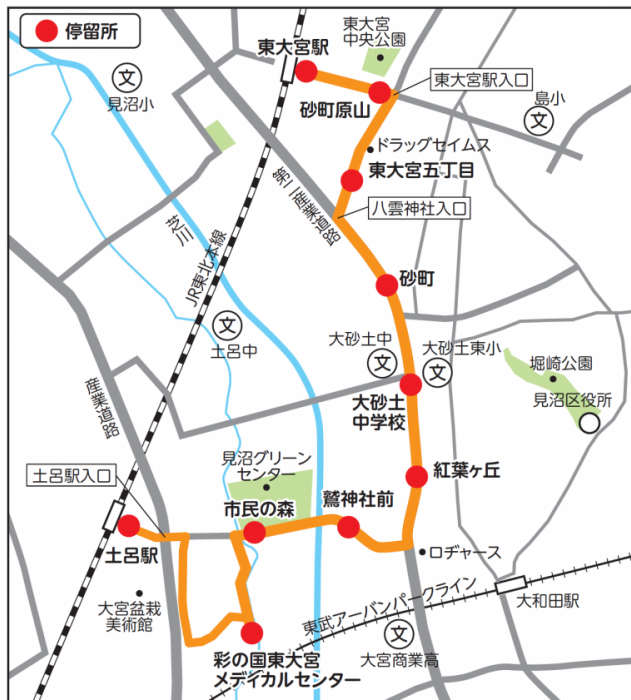 停留所
東大宮
中央公園
東大宮駅
東大宮駅入口
見沼小
砂町原山
島小
ドラッグセイムス
東大宮五丁目
第二産業道路
八雲神社入口
芝川
JR東北本線
砂町
大砂土中
大砂土東小
土呂中
堀崎公園
見沼区役所
産業道路
大砂土
中学校
見沼グリーン
センター
紅葉ヶ丘
土呂駅入口
市民の森
鷲神社前
土呂駅
ロヂャース
大宮盆栽
美術館
東武アーバンパークライン
大和田駅
彩の国東大宮
メディカルセンター
大宮商業高
文
文
文
文
文
文